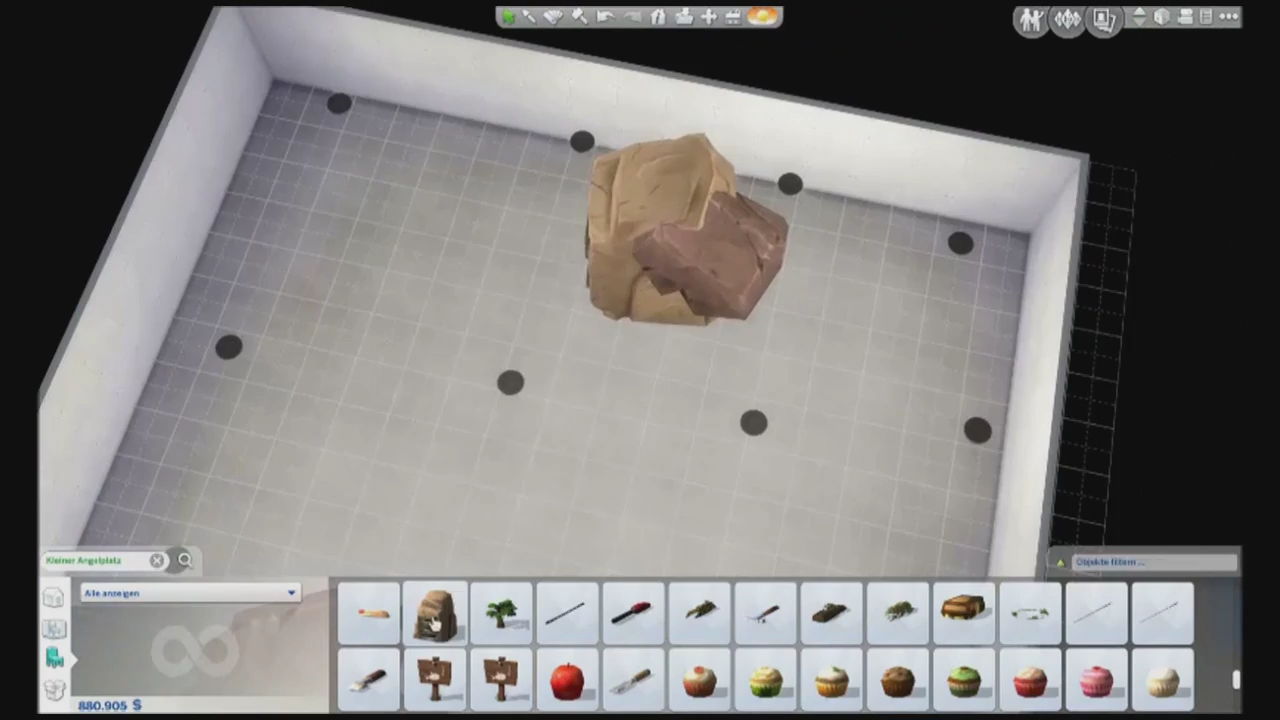 Kleiner Angelplatz
Objekte filtern ...
Alle anzeigen
880.905 $